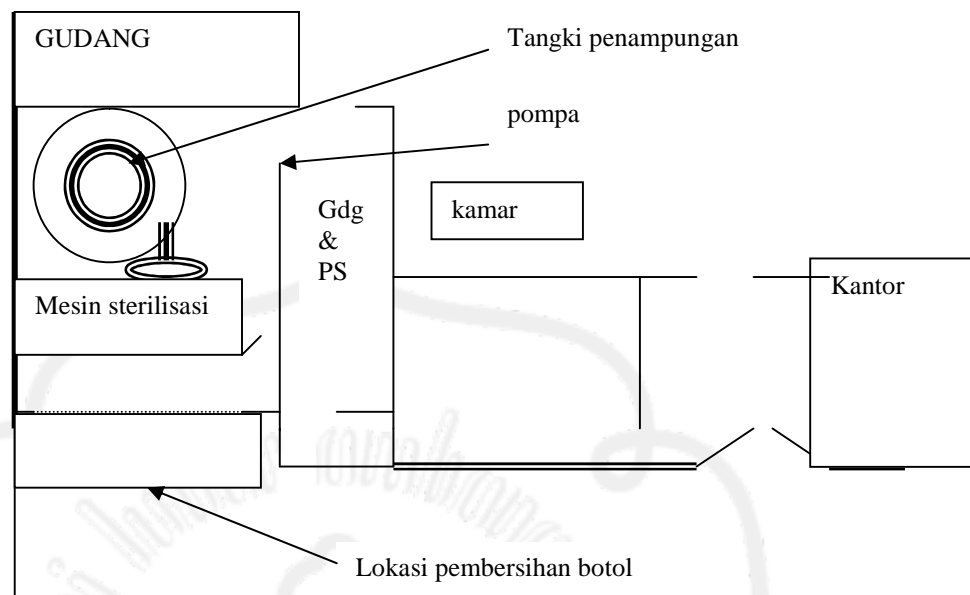 GUDANG
Tangki penampungan
pompa
Gdg
&
PS
kamar
Kantor
Mesin sterilisasi
Lokasi pembersihan botol